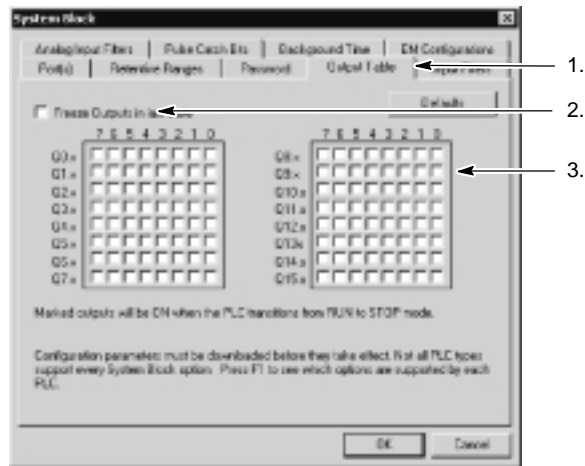 System Block
Analog Input Filters Pulse Catch Bits Background Time EM Configurations
Port(s) Retentive Ranges Password Output Table Input Filters
1.
Defaults
Freeze Outputs in last state
2.
7 6 5 4 3 2 1 0 7 6 5 4 3 2 1 0
Q0.x Q8.x
3.
Q1.x Q9.x
Q2.x Q10.x
Q3.x Q11.x
Q4.x Q12.x
Q5.x Q13x
Q6.x Q14.x
Q7.x Q15.x
Marked outputs will be ON when the PLC transitions from RUN to STOP mode.
Configuration parameters must be downloaded before they take effect. Not all PLC types
support every System Block option. Press F1 to see which options are supported by each
PLC.
OK Cancel